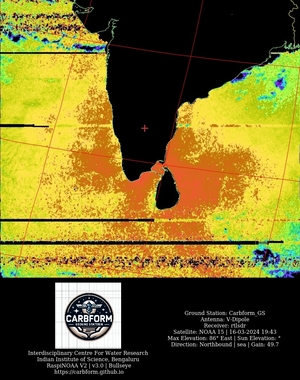 CARBFORM
GROUND STATION
Interdisciplinary Centre For Water Research
Indian Institute of Science, Bengaluru
RaspiNOAA V2 | v3.0 | Bullseye
https://carbform.github.io
Ground Station: Carbform_GS
Antenna: V-Dipole
Receiver: rtlsdr
Satellite: NOAA 15 | 16-03-2024 19:43
Max Elevation: 86° East | Sun Elevation: °
Direction: Northbound | sea | Gain: 49.7